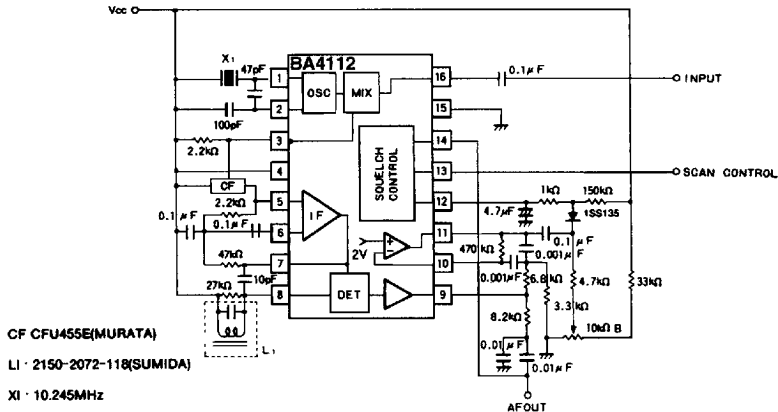 Vcc
X1
47pF
BA4112
100pF
2.2kΩ
CF
2.2kΩ
0.1μF
0.1μF
47kΩ
10pF
27kΩ
L1
1
2
3
4
5
6
7
8
OSC
MIX
SQUELCH CONTROL
IF
2V
+
-
DET
16
15
14
13
12
11
10
9
0.1μF
INPUT
SCAN CONTROL
1kΩ
150kΩ
4.7μF
1SS135
470kΩ
0.1μF
0.001μF
0.001μF
6.8kΩ
4.7kΩ
33kΩ
3.3kΩ
8.2kΩ
10kΩ B
0.01μF
0.01μF
AFOUT
CF CFU455E(MURATA)
LI · 2150-2072-118(SUMIDA)
XI · 10.245MHz